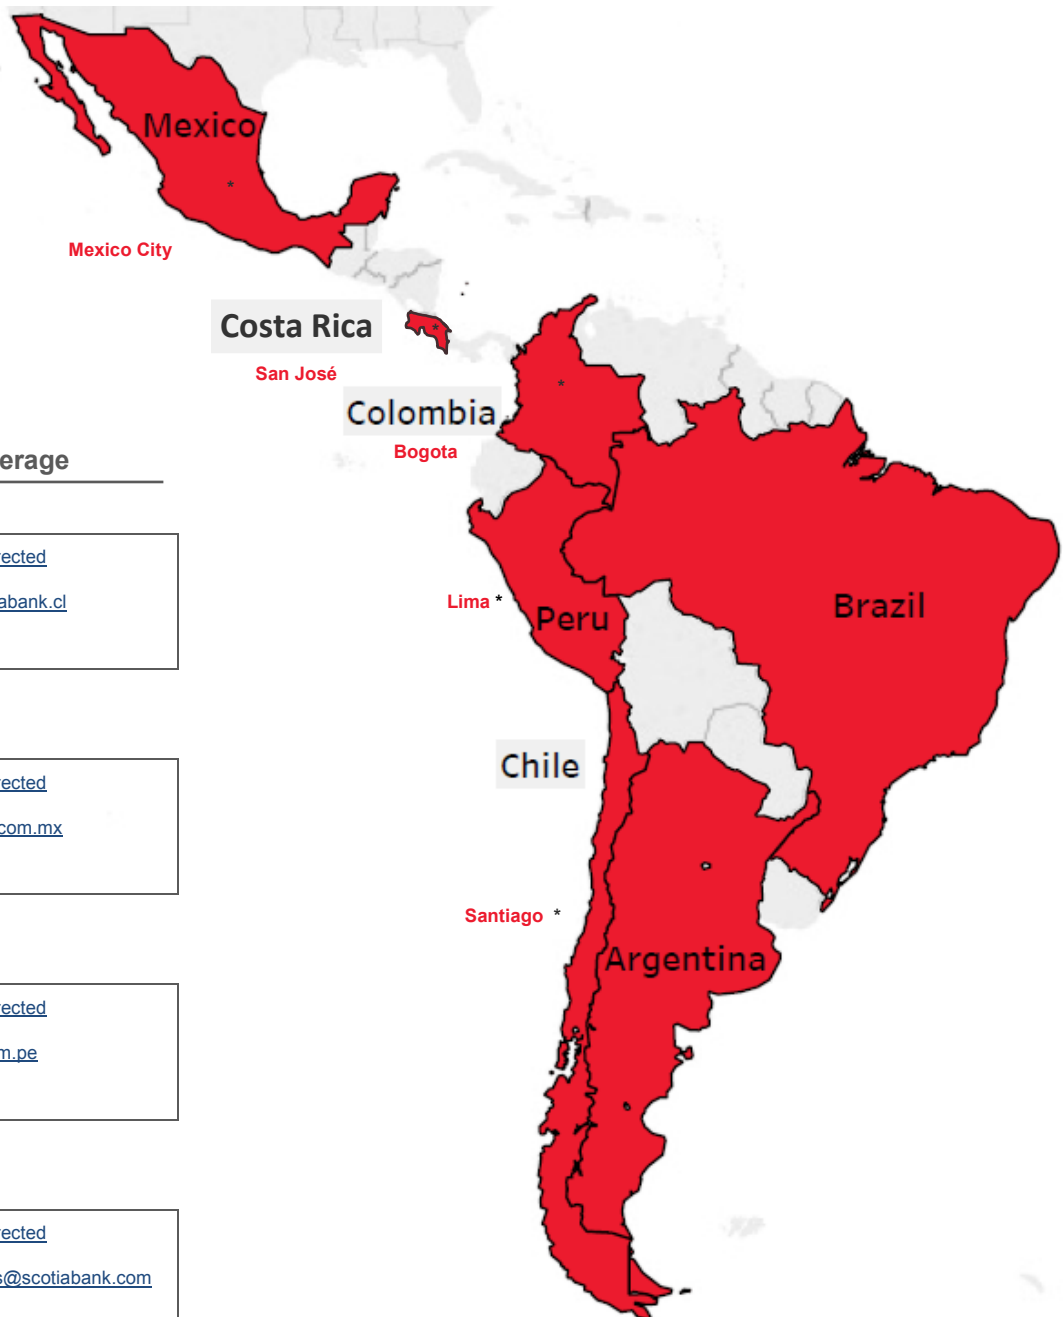 Mexico
*
Mexico City
Costa Rica
*
San José
*
Colombia
Bogota
erage
ected
abank.cl
Lima *
Peru
Brazil
Chile
ected
com.mx
Santiago *
Argentina
ected
m.pe
ected
s@scotiabank.com